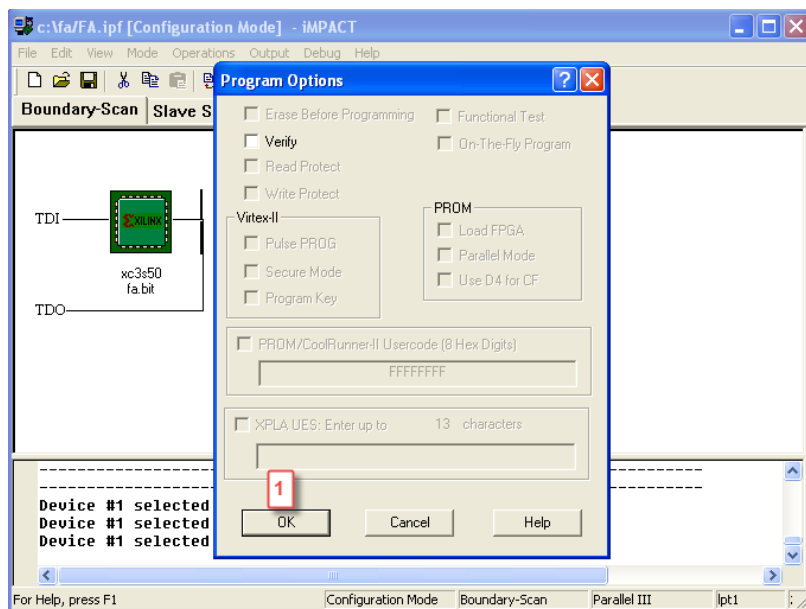 c:\fa/FA.ipf [Configuration Mode] - iMPACT
File Edit View Mode Operations Output Debug Help
Boundary-Scan Slave S
Program Options
Erase Before Programming
Functional Test
Verify
On-The-Fly Program
Read Protect
Write Protect
Virtex-II
Pulse PROG
Secure Mode
Program Key
PROM
Load FPGA
Parallel Mode
Use D4 for CF
PROM/CoolRunner-II Usercode (8 Hex Digits)
FFFFFFFF
XPLA UES: Enter up to 13 characters
1
OK Cancel Help
TDI
XILINX
xc3s50
fa.bit
TDO
Device #1 selected
Device #1 selected
Device #1 selected
For Help, press F1 Configuration Mode Boundary-Scan Parallel III lpt1